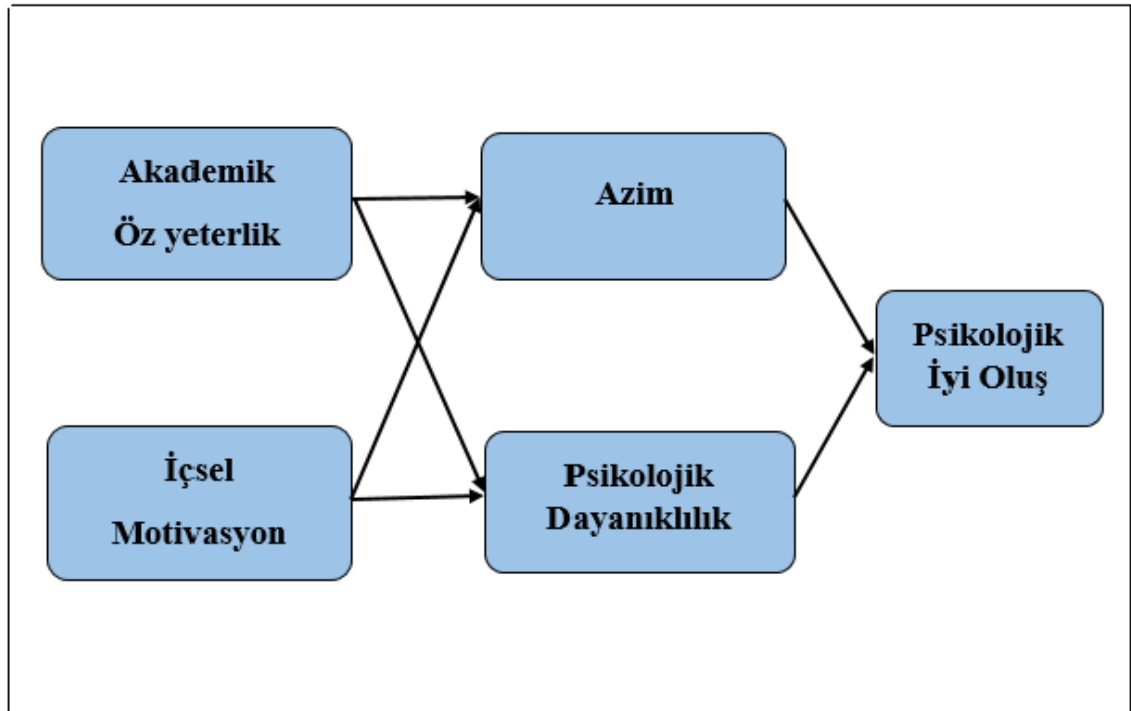 Akademik
Öz yeterlik
Azim
Psikolojik
İyi Oluş
İçsel
Motivasyon
Psikolojik
Dayanıklılık